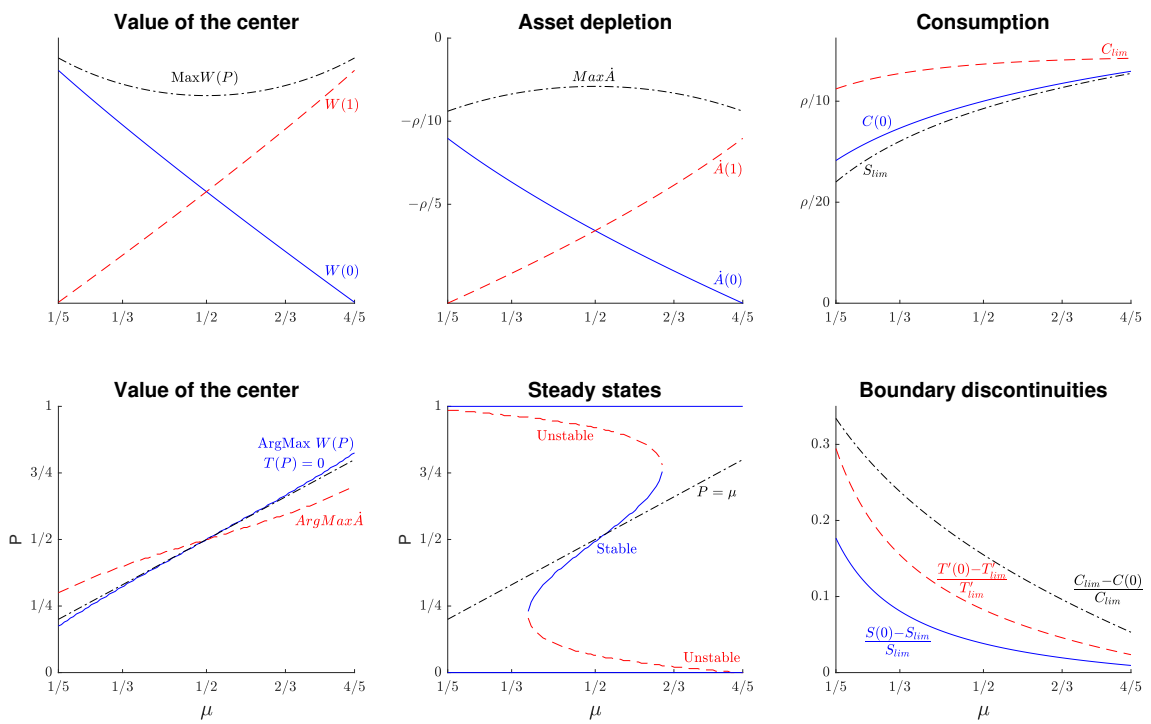 Value of the center
MaxW(P)
W(1)
W(0)
1/5 1/3 1/2 2/3 4/5
Asset depletion
0
−ρ/10
−ρ/5
MaxȦ
Ȧ(1)
Ȧ(0)
1/5 1/3 1/2 2/3 4/5
Consumption
C_lim
ρ/10
C(0)
S_lim
ρ/20
0
1/5 1/3 1/2 2/3 4/5
Value of the center
1
ArgMax W(P)
T(P) = 0
3/4
ArgMaxȦ
1/2
1/4
0
P
1/5 1/3 1/2 2/3 4/5
μ
Steady states
1
Unstable
3/4
P = μ
1/2
Stable
1/4
Unstable
0
P
1/5 1/3 1/2 2/3 4/5
μ
Boundary discontinuities
0.3
0.2
0.1
0
T′(0)−T′_lim
T′_lim
C_lim−C(0)
C_lim
S(0)−S_lim
S_lim
1/5 1/3 1/2 2/3 4/5
μ